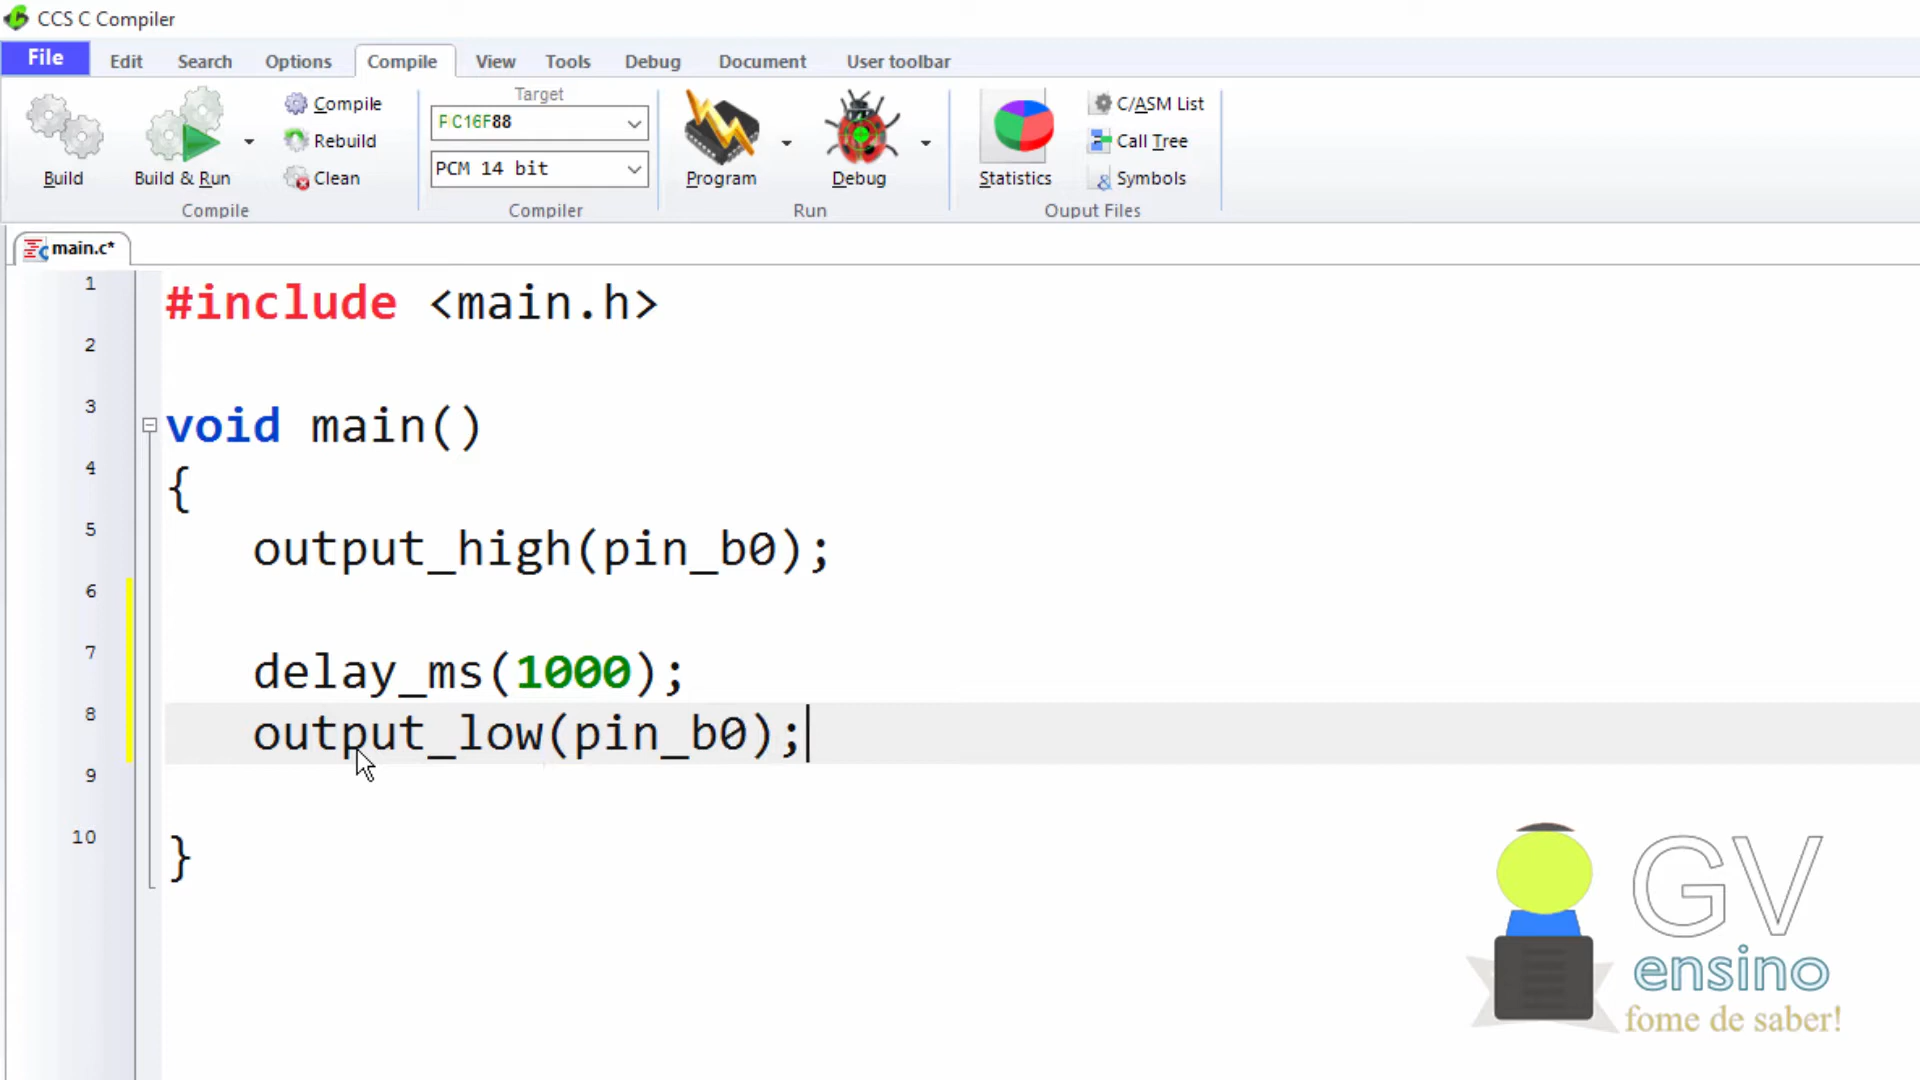 CCS C Compiler
File Edit Search Options Compile View Tools Debug Document User toolbar
Build
Build & Run
Compile
Rebuild
Clean
Compile
Target
PCM 14 bit
Compiler
Program
Debug
Run
Statistics
C/ASM List
Call Tree
Symbols
Ouput Files
main.c*
1 #include <main.h>
2
3 void main()
4 {
5 output_high(pin_b0);
6
7 delay_ms(1000);
8 output_low(pin_b0);
9
10 }
GV
ensino
fome de saber!